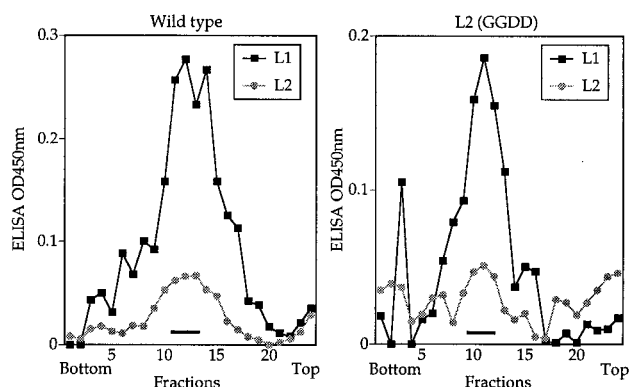 Wild type
0.3
0.2
0.1
0
ELISA OD450nm
L1
L2
5
10
15
20
Bottom
Fractions
Top
L2 (GGDD)
0.2
0.1
0
ELISA OD450nm
L1
L2
5
10
15
20
Bottom
Fractions
Top